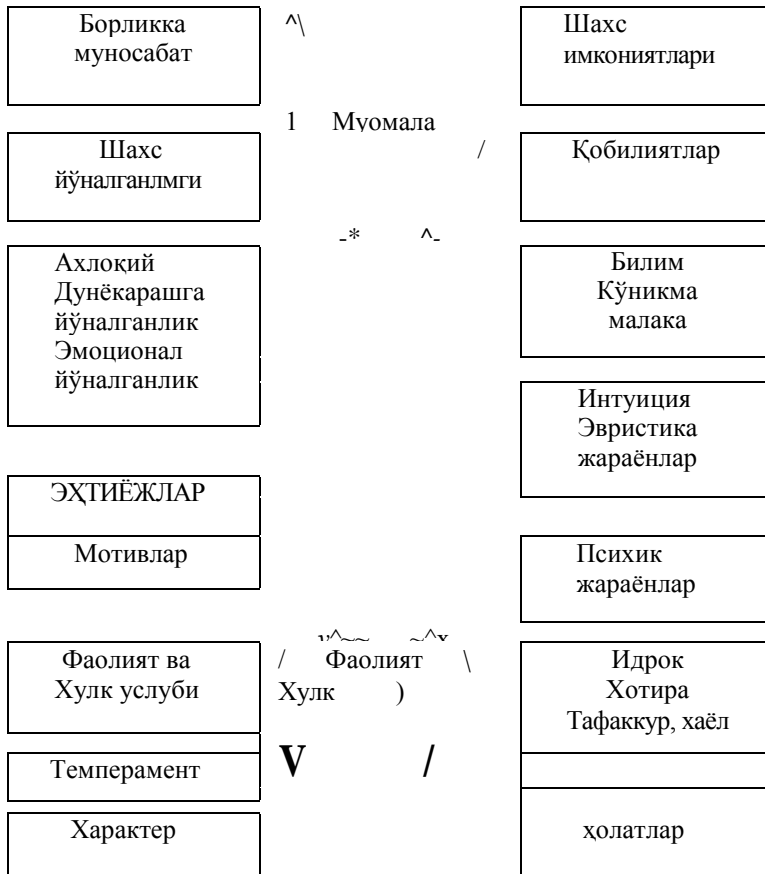 Борликка
муносабат
^\
Шахс
имкониятлари
1 Муомала
/
Шахс
йўналганлмги
Қобилиятлар
-* ^-
Ахлоқий
Дунёкарашга
йўналганлик
Эмоционал
йўналганлик
Билим
Кўникма
малака
Интуиция
Эвристика
жараёнлар
ЭҲТИЁЖЛАР
Мотивлар
Психик
жараёнлар
Фаолият ва
Хулк услуби
/ Фаолият \
Хулк )
Идрок
Хотира
Тафаккур, хаёл
Темперамент
V /
Характер
ҳолатлар